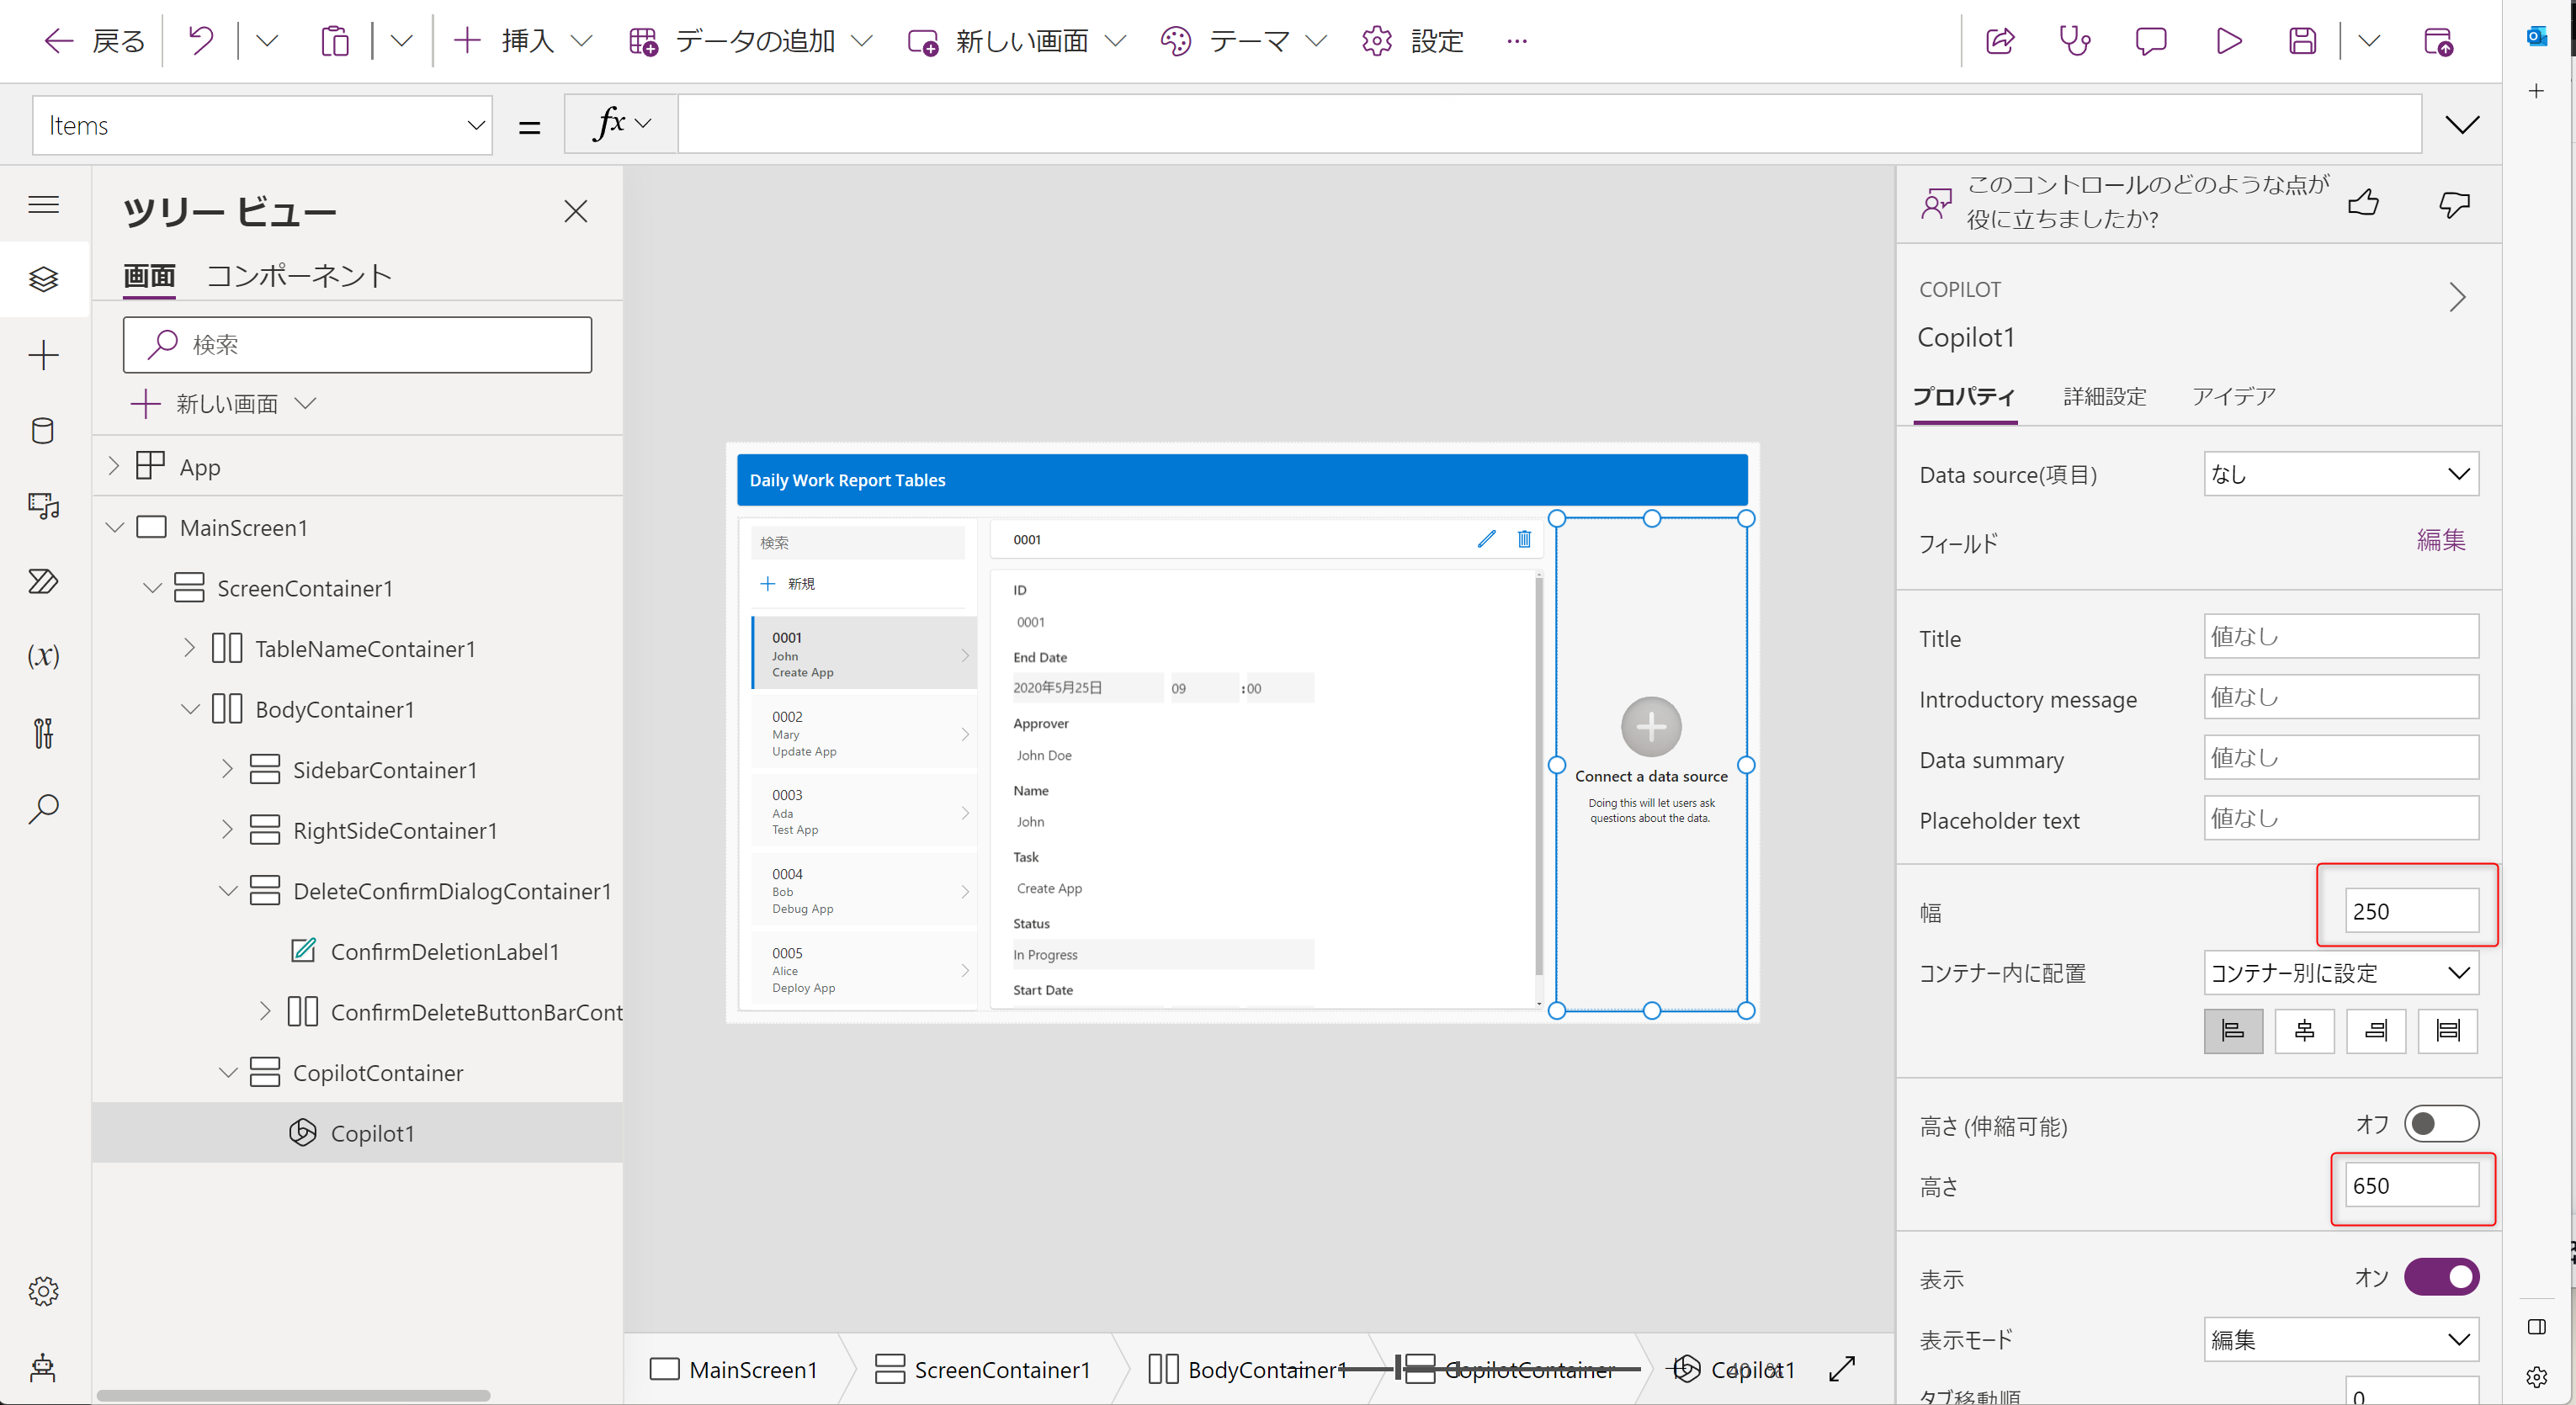 戻る
挿入
データの追加
新しい画面
テーマ
設定
Items
=
fx
ツリー ビュー
画面
コンポーネント
検索
新しい画面
App
MainScreen1
ScreenContainer1
TableNameContainer1
BodyContainer1
SidebarContainer1
RightSideContainer1
DeleteConfirmDialogContainer1
ConfirmDeletionLabel1
ConfirmDeleteButtonBarCont
CopilotContainer
Copilot1
(x)
Daily Work Report Tables
検索
新規
0001
John
Create App
0002
Mary
Update App
0003
Ada
Test App
0004
Bob
Debug App
0005
Alice
Deploy App
0001
ID
0001
End Date
2020年5月25日 09 :00
Approver
John Doe
Name
John
Task
Create App
Status
In Progress
Start Date
Connect a data source
Doing this will let users ask
questions about the data.
MainScreen1
ScreenContainer1
BodyContainer1
CopilotContainer
Copilot1
40 %
このコントロールのどのような点が
役に立ちましたか?
COPILOT
Copilot1
プロパティ
詳細設定
アイデア
Data source(項目) なし
フィールド 編集
Title 値なし
Introductory message 値なし
Data summary 値なし
Placeholder text 値なし
幅 250
コンテナー内に配置 コンテナー別に設定
高さ (伸縮可能) オフ
高さ 650
表示 オン
表示モード 編集
タブ移動順 0